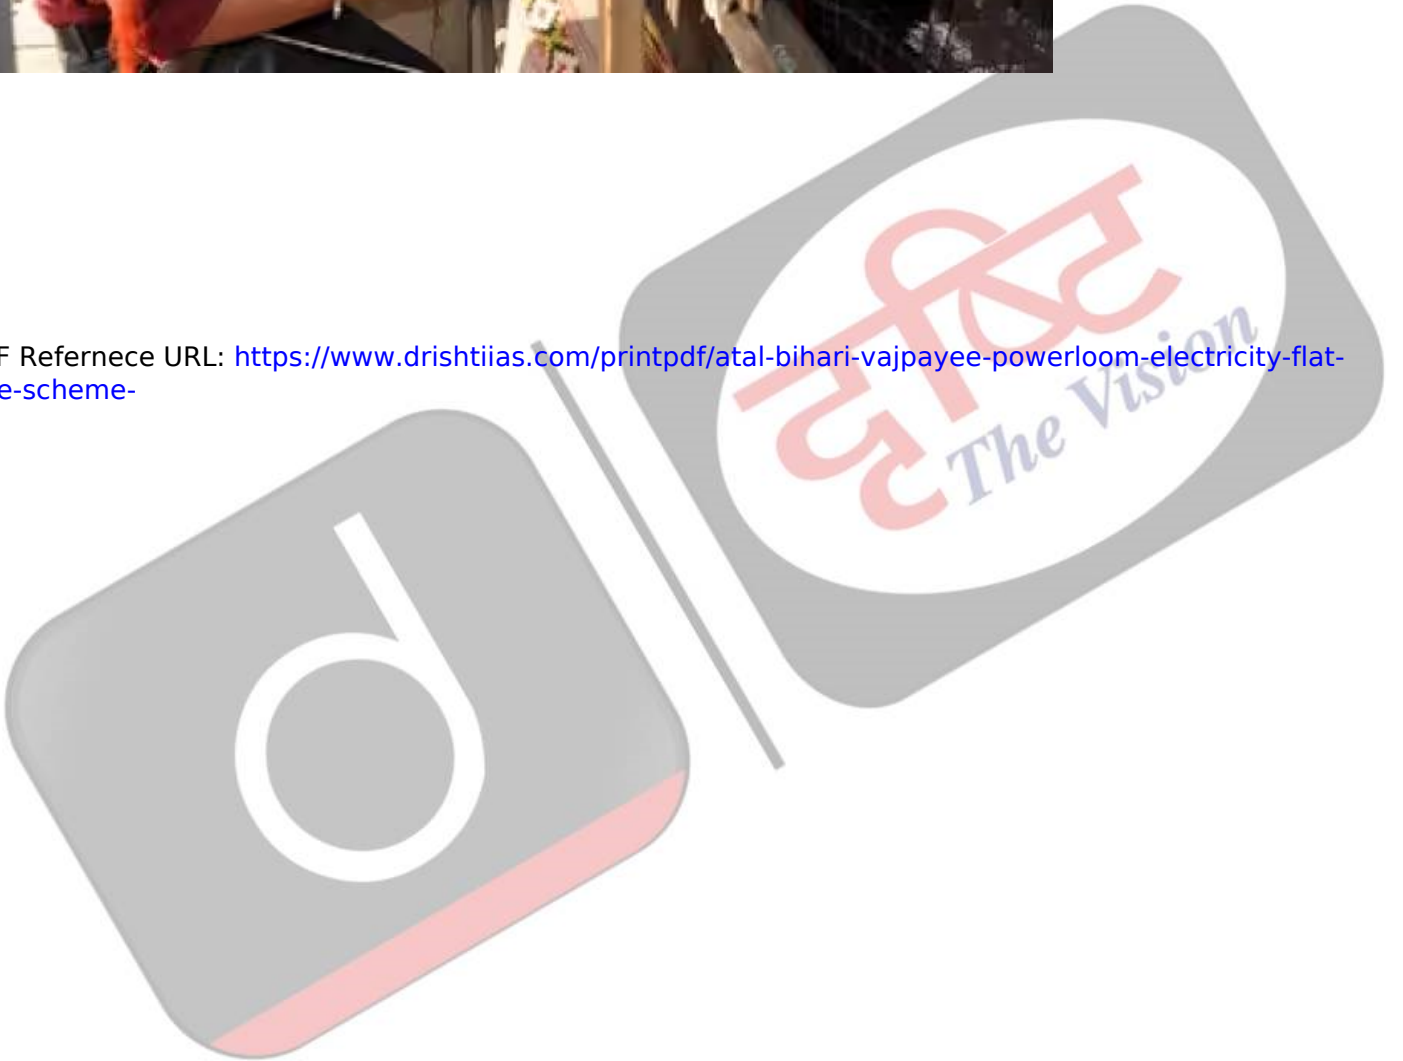 F Refernece URL: https://www.drishtiias.com/printpdf/atal-bihari-vajpayee-powerloom-electricity-flat-
e-scheme-
दृष्टि
The Vision
d